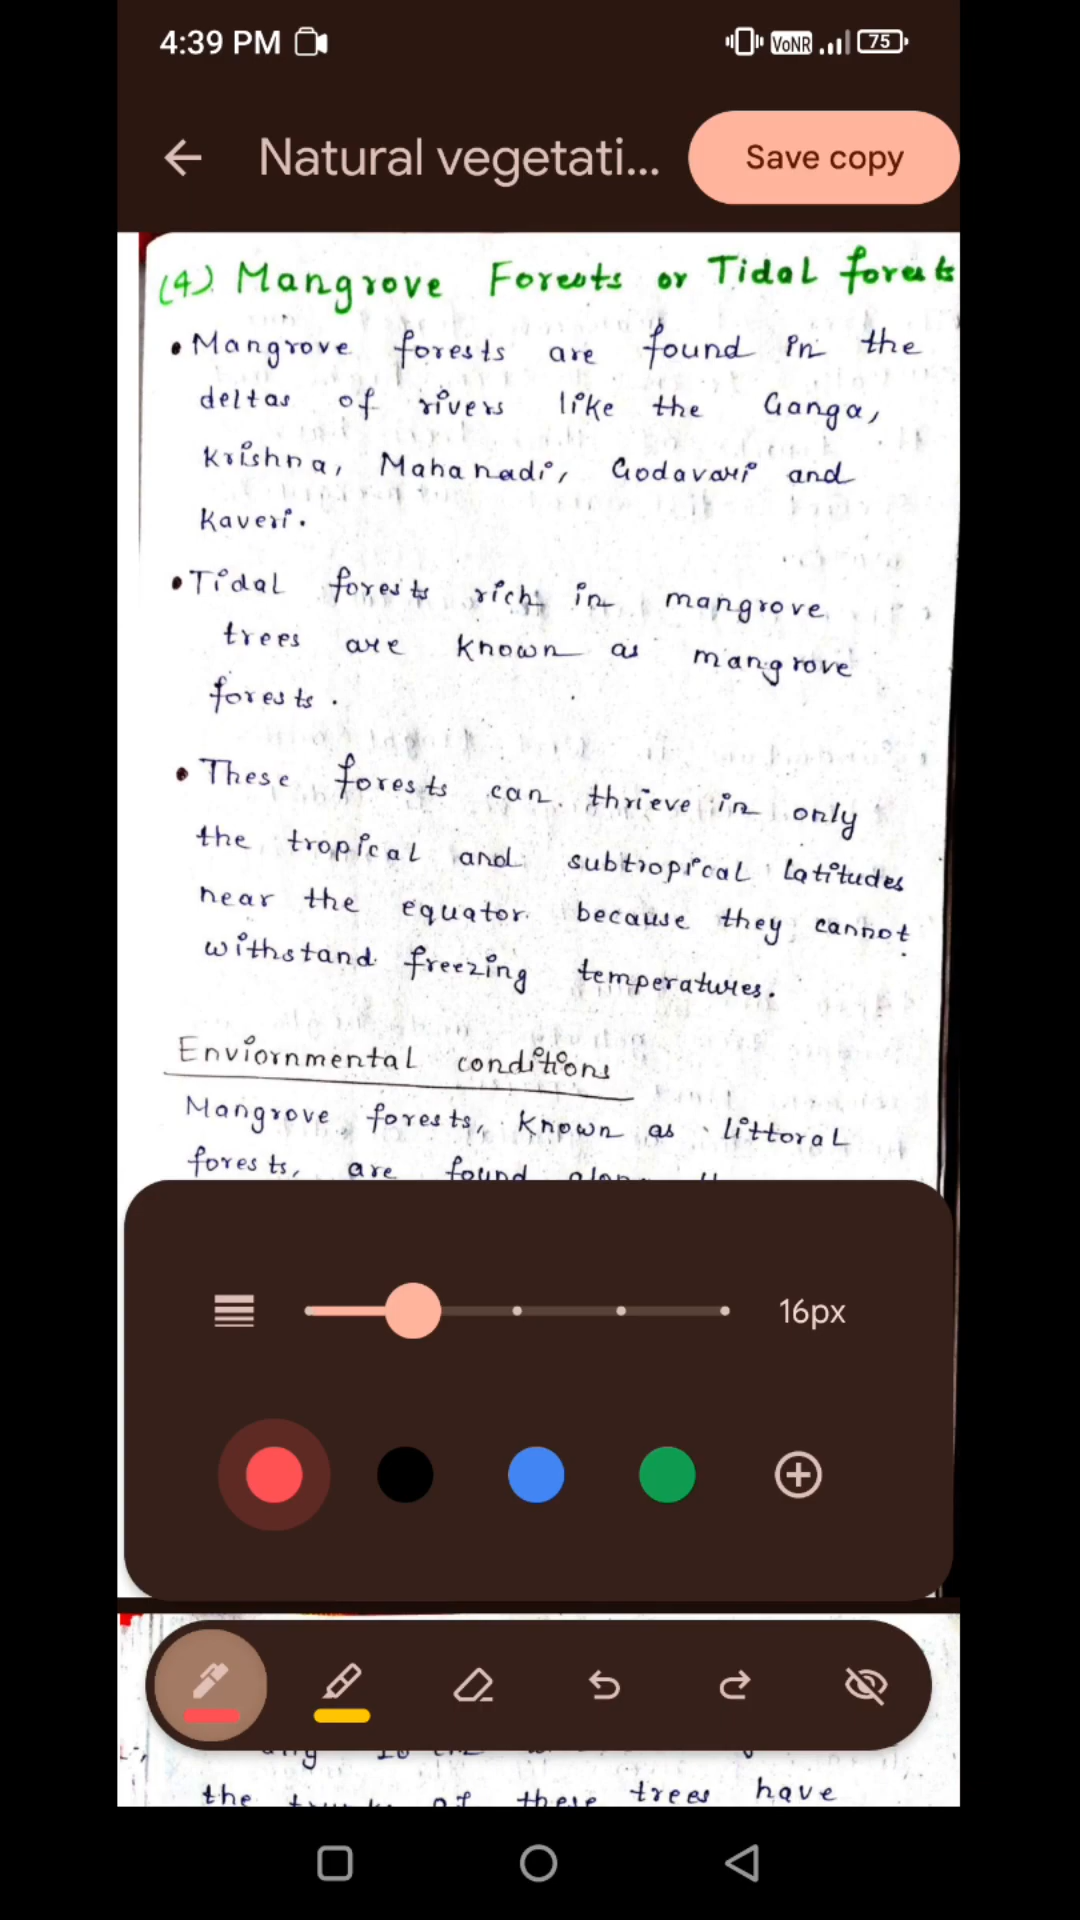 4:39 PM
VoNR
75
Natural vegetati...
Save copy
(4) Mangrove Forests or Tidal forests
• Mangrove forests are found in the
deltas of rivers like the Ganga,
Krishna, Mahanadi, Godavari and
Kaveri.
• Tidal forests rich in mangrove
trees are known as mangrove
forests.
• These forests can thrieve in only
the tropical and subtropical latitudes
near the equator because they cannot
withstand freezing temperatures.
Enviornmental conditions
Mangrove forests, known as littoral
forests, are found along
16px
the of these trees have